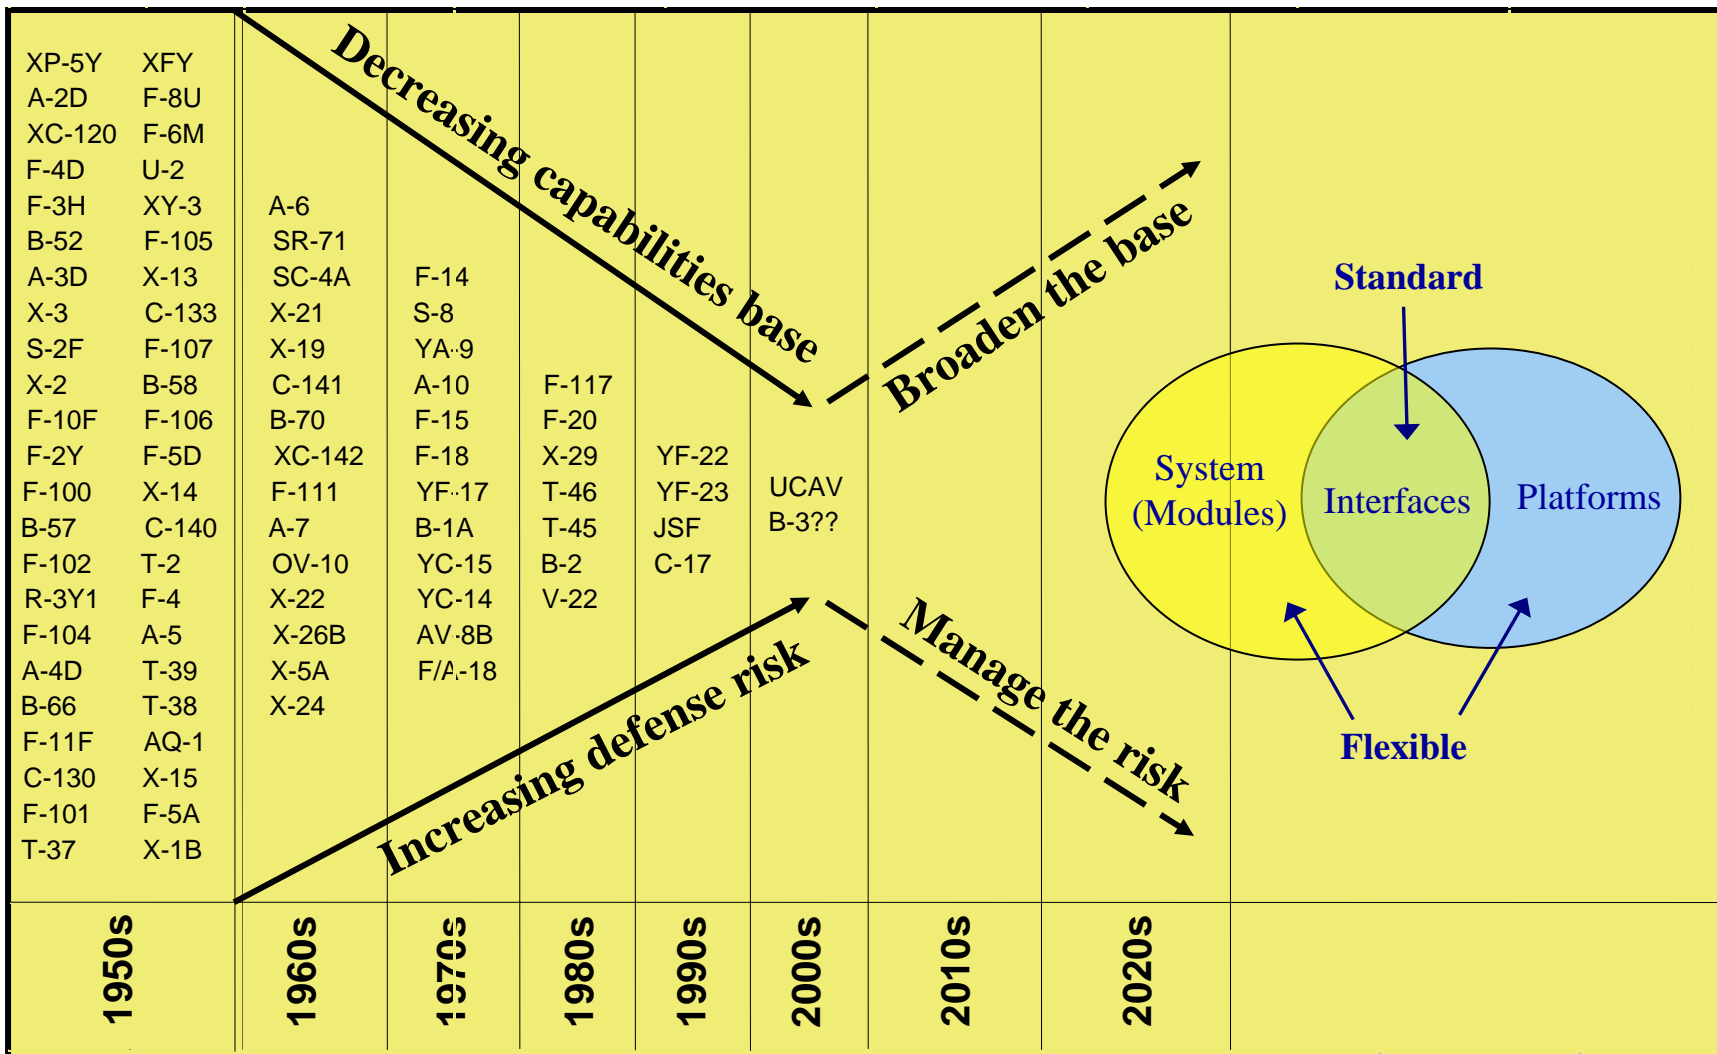 XP-5Y XFY
A-2D F-8U
XC-120 F-6M
F-4D U-2
F-3H XY-3
B-52 F-105
A-3D X-13
X-3 C-133
S-2F F-107
X-2 B-58
F-10F F-106
F-2Y F-5D
F-100 X-14
B-57 C-140
F-102 T-2
R-3Y1 F-4
F-104 A-5
A-4D T-39
B-66 T-38
F-11F AQ-1
C-130 X-15
F-101 F-5A
T-37 X-1B
A-6
SR-71
SC-4A
X-21
X-19
C-141
B-70
XC-142
F-111
A-7
OV-10
X-22
X-26B
X-5A
X-24
F-14
S-8
YA-9
A-10
F-15
F-18
YF-17
B-1A
YC-15
YC-14
AV-8B
F/A-18
F-117
F-20
X-29
T-46
T-45
B-2
V-22
YF-22
YF-23
JSF
C-17
UCAV
B-3??
Decreasing capabilities base
Increasing defense risk
Broaden the base
Manage the risk
Standard
System
(Modules)
Interfaces
Platforms
Flexible
1950s
1960s
1970s
1980s
1990s
2000s
2010s
2020s